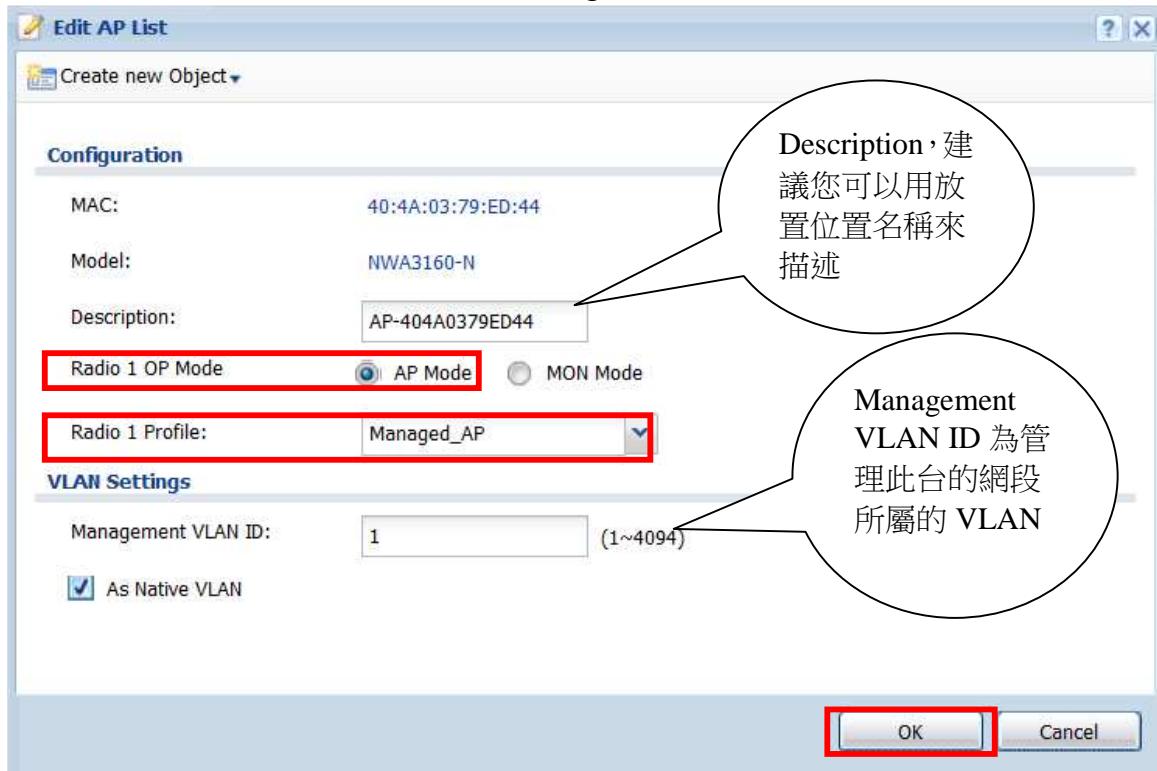 Edit AP List
Create new Object
Configuration
MAC: 40:4A:03:79:ED:44
Model: NWA3160-N
Description: AP-404A0379ED44
Radio 1 OP Mode AP Mode MON Mode
Radio 1 Profile: Managed_AP
VLAN Settings
Management VLAN ID: 1 (1~4094)
As Native VLAN
Description，建
議您可以用放
置位置名稱來
描述
Management
VLAN ID 為管
理此台的網段
所屬的 VLAN
OK Cancel